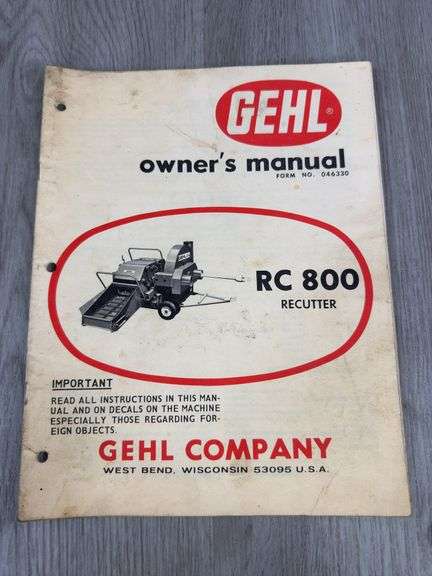 GEHL®
owner's manual
FORM NO. 046330
RC 800
RECUTTER
IMPORTANT
READ ALL INSTRUCTIONS IN THIS MAN-
UAL AND ON DECALS ON THE MACHINE
ESPECIALLY THOSE REGARDING FOR-
EIGN OBJECTS.
GEHL COMPANY
WEST BEND, WISCONSIN 53095 U.S.A.